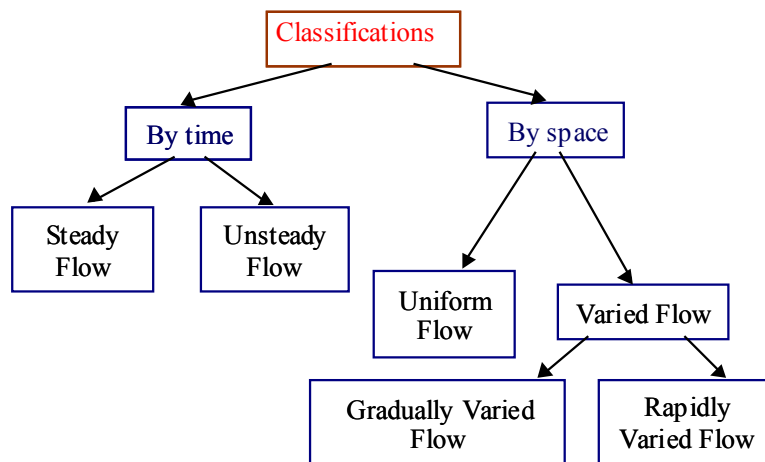 Classifications
By time
By space
Steady
Flow
Unsteady
Flow
Uniform
Flow
Varied Flow
Gradually Varied
Flow
Rapidly
Varied Flow